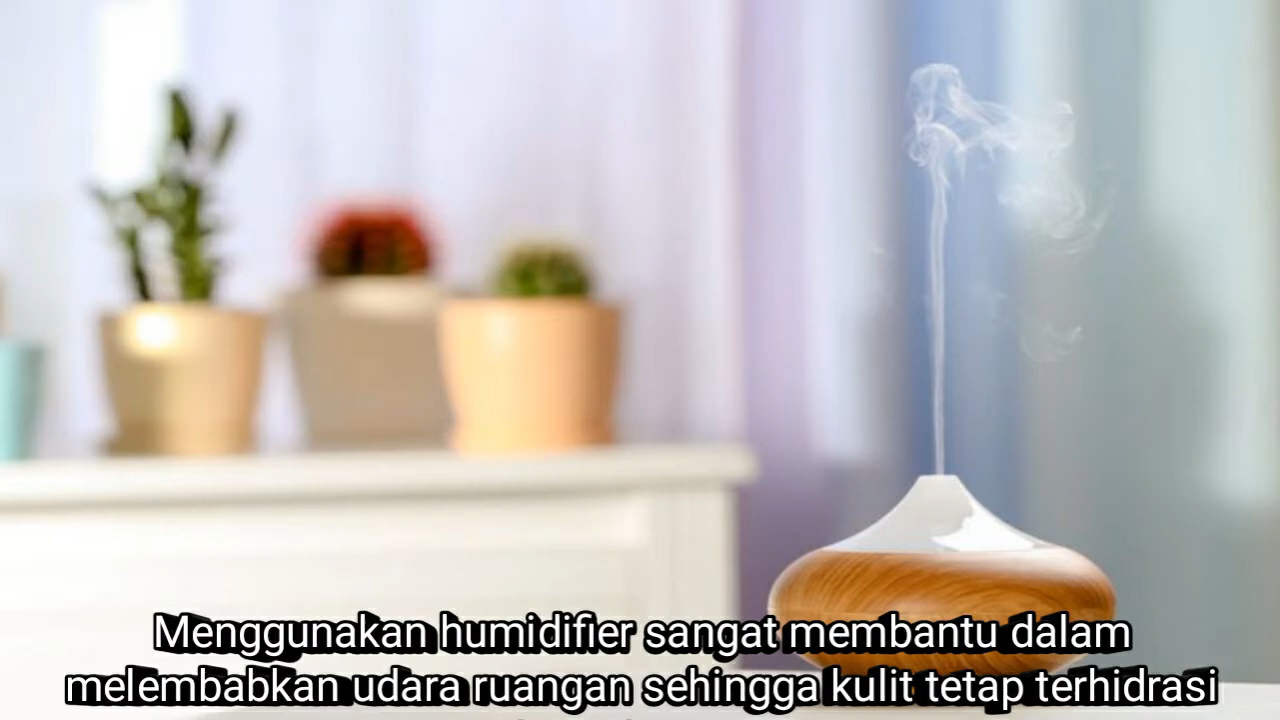 Menggunakan humidifier sangat membantu dalam
melembabkan udara ruangan sehingga kulit tetap terhidrasi